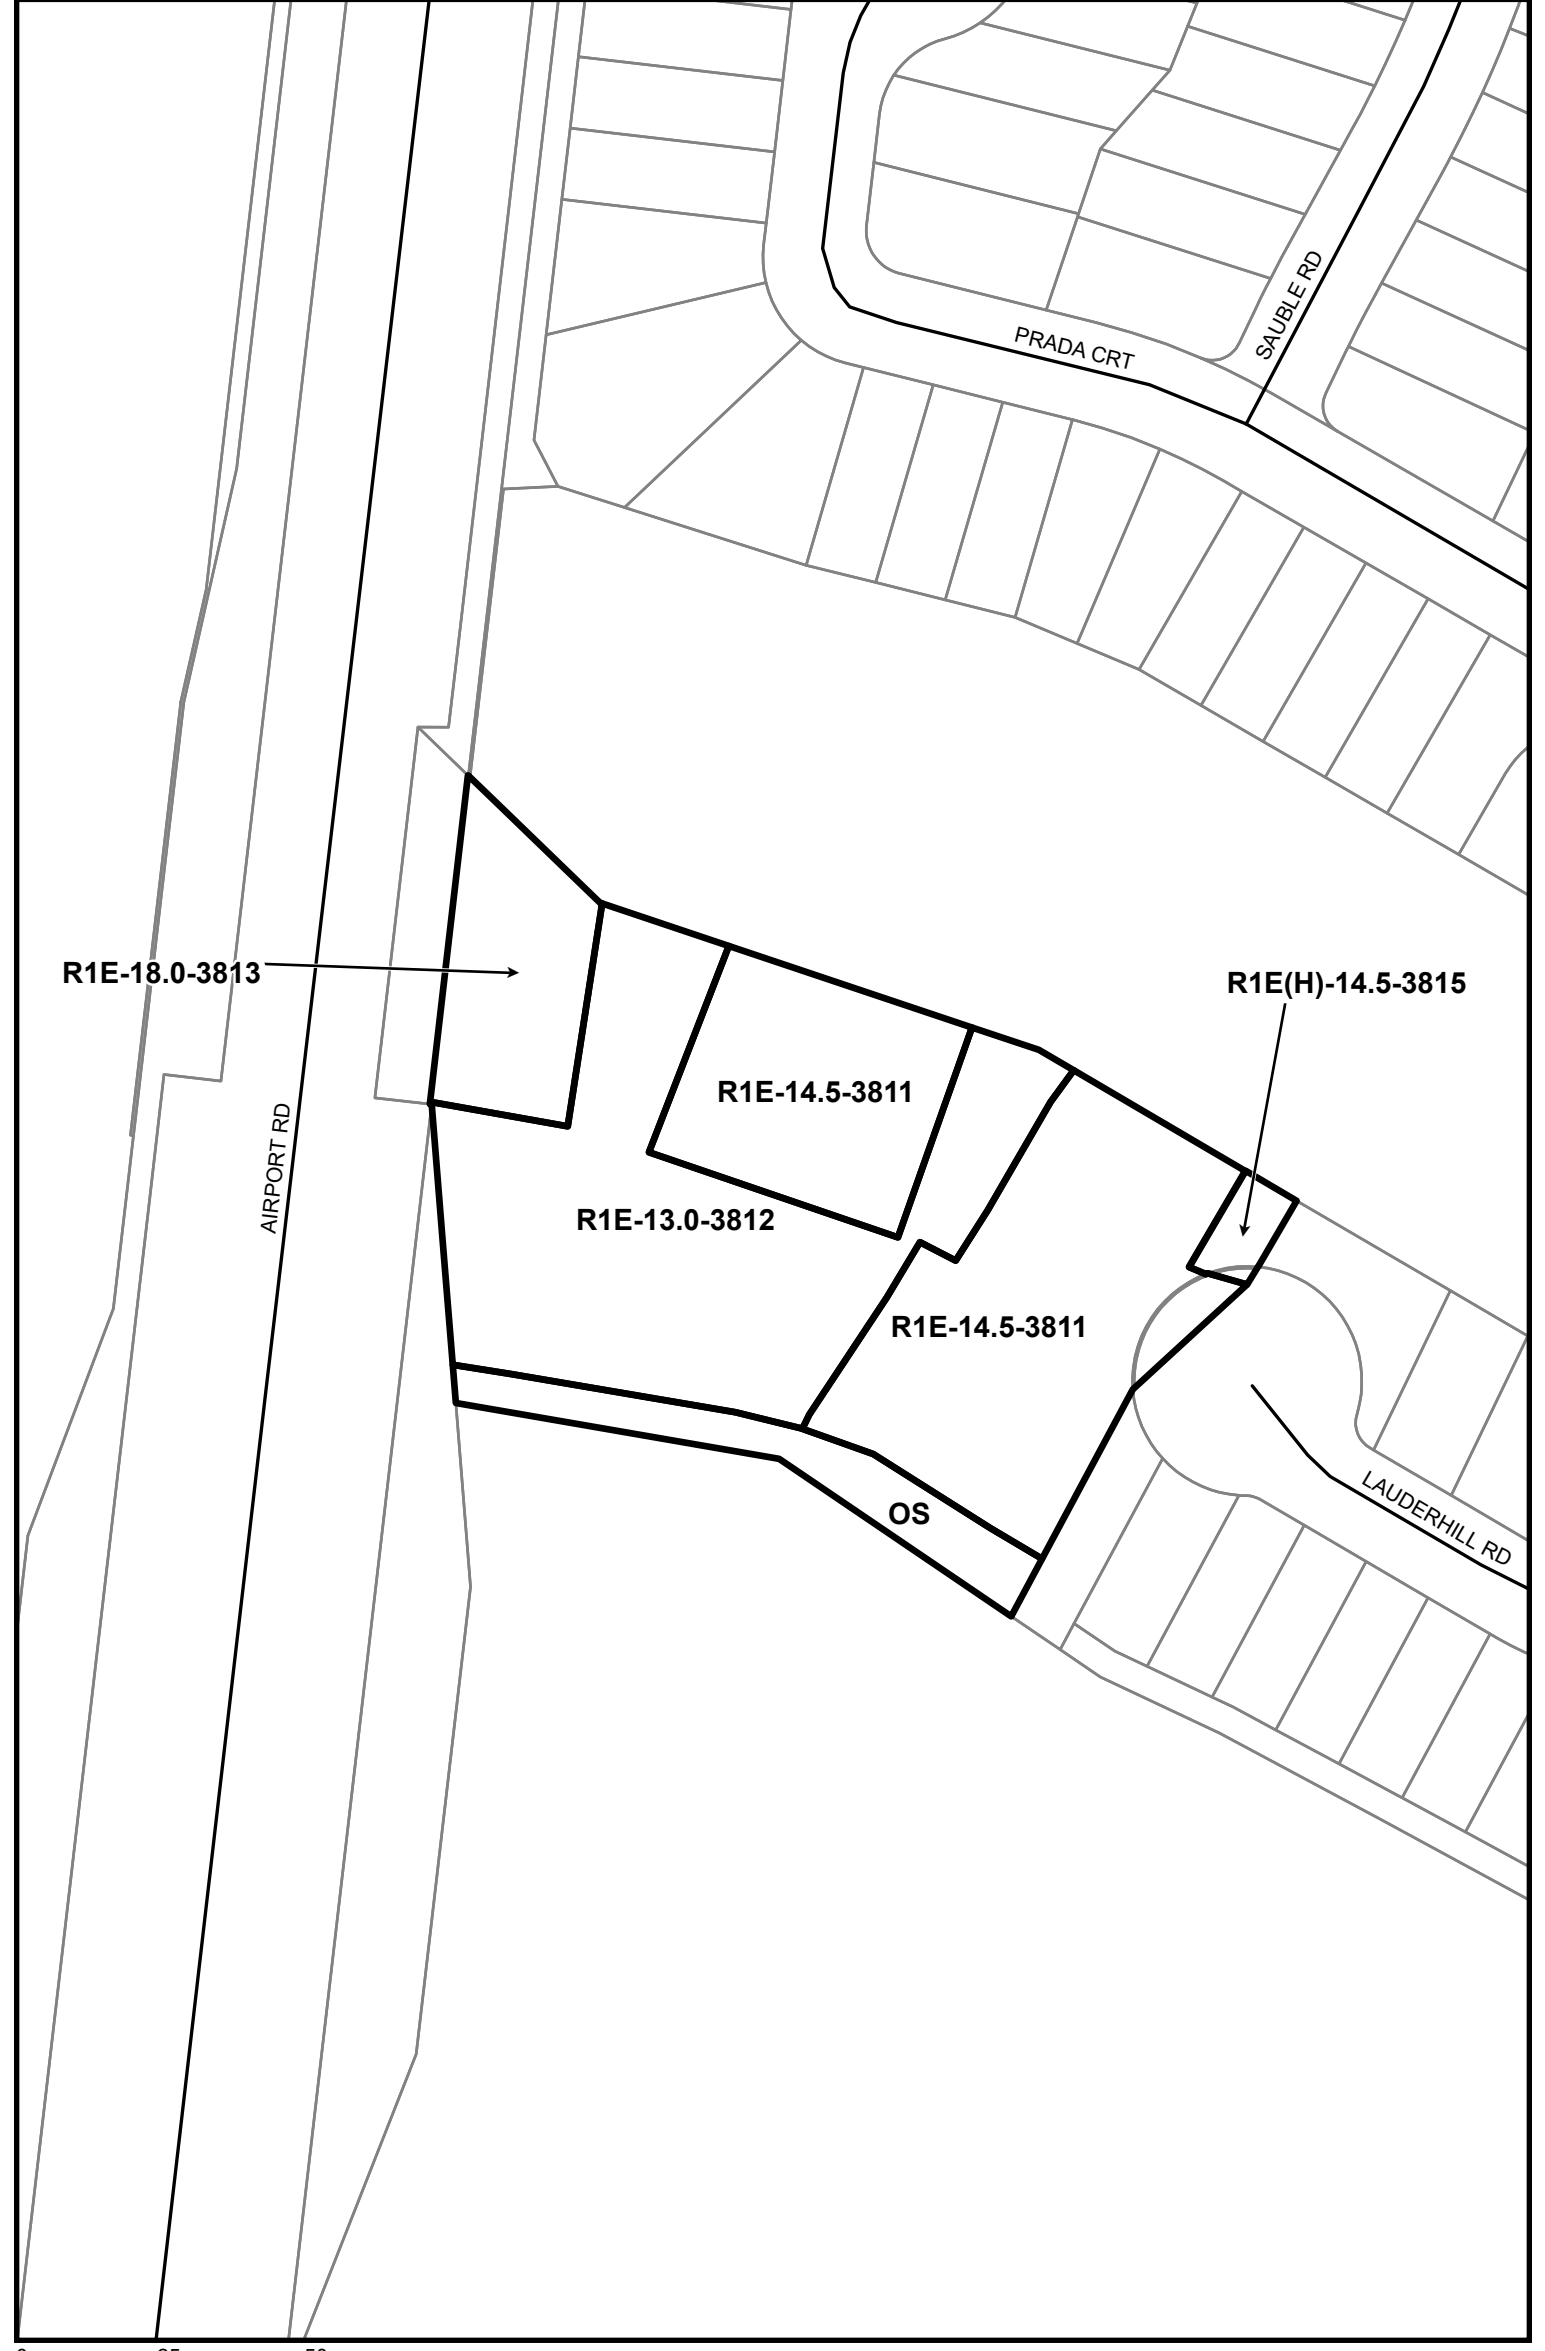 SAUBLE RD
PRADA CRT
R1E-18.0-3813
R1E(H)-14.5-3815
R1E-14.5-3811
AIRPORT RD
R1E-13.0-3812
R1E-14.5-3811
OS
LAUDERHILL RD